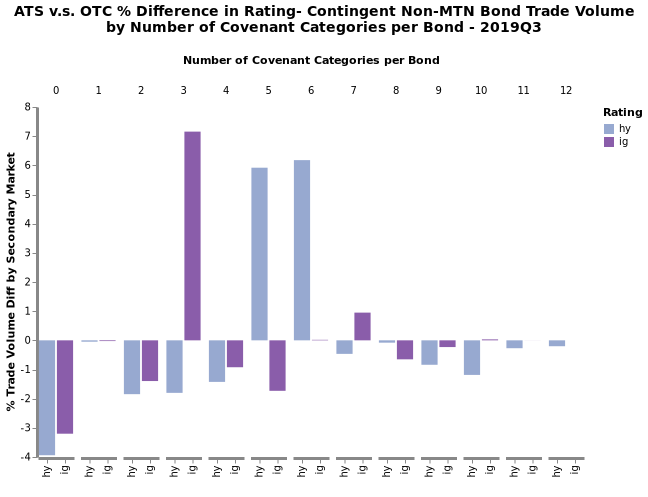 ATS v.s. OTC % Difference in Rating- Contingent Non-MTN Bond Trade Volume
by Number of Covenant Categories per Bond - 2019Q3
Number of Covenant Categories per Bond
0 1 2 3 4 5 6 7 8 9 10 11 12
Rating
hy
ig
% Trade Volume Diff by Secondary Market
8
7
6
5
4
3
2
1
0
-1
-2
-3
-4
hy ig hy ig hy ig hy ig hy ig hy ig hy ig hy ig hy ig hy ig hy ig hy ig hy ig